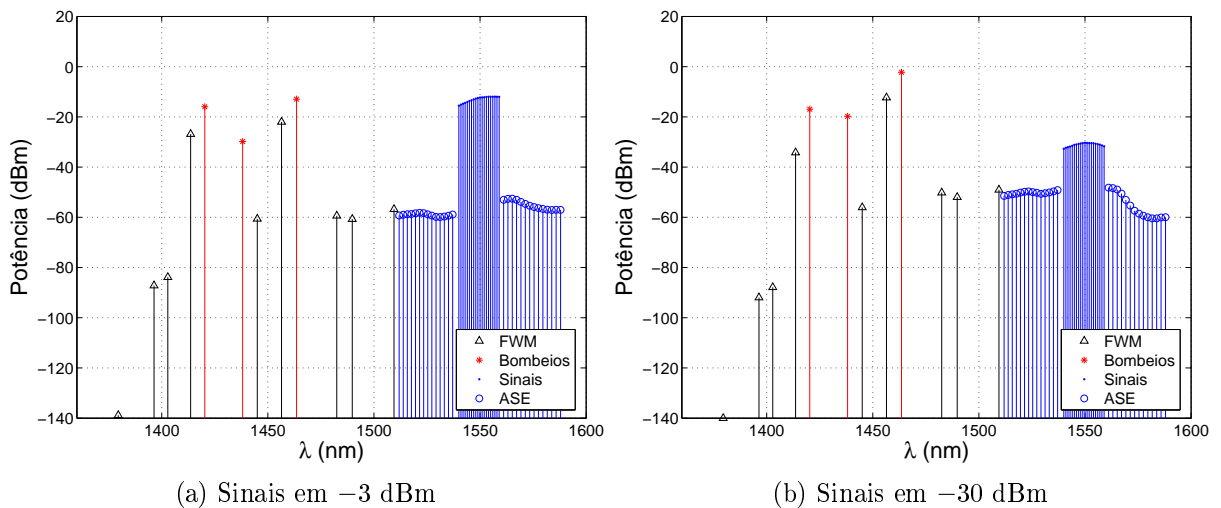 20
0
−20
−40
−60
−80
−100
−120
−140
Potência (dBm)
1400
1450
1500
1550
1600
λ (nm)
FWM
Bombeios
Sinais
ASE
(a) Sinais em −3 dBm
20
0
−20
−40
−60
−80
−100
−120
−140
Potência (dBm)
1400
1450
1500
1550
1600
λ (nm)
FWM
Bombeios
Sinais
ASE
(b) Sinais em −30 dBm